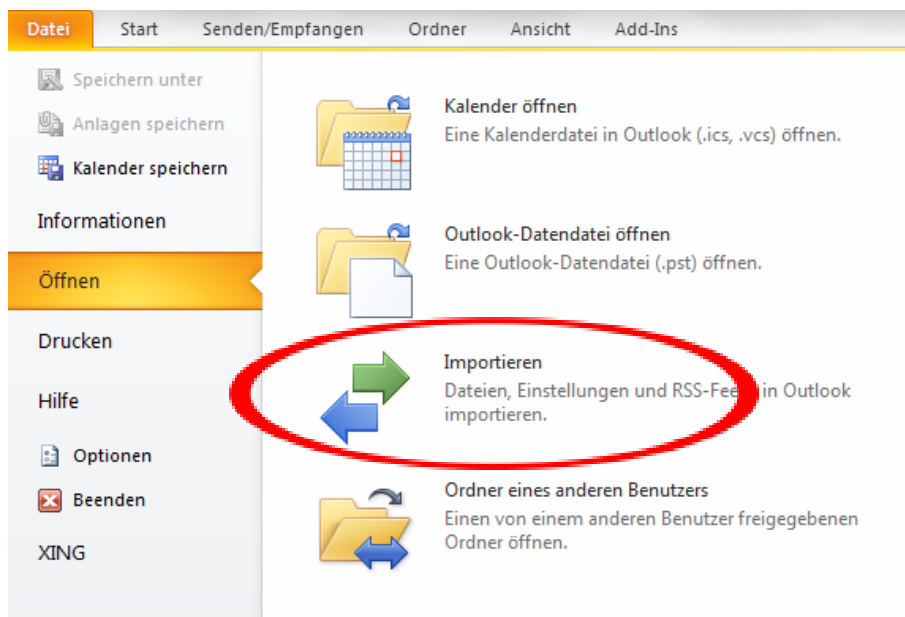 Datei Start Senden/Empfangen Ordner Ansicht Add-Ins
Speichern unter
Anlagen speichern
Kalender speichern
Informationen
Öffnen
Drucken
Hilfe
Optionen
Beenden
XING
Kalender öffnen
Eine Kalenderdatei in Outlook (.ics, .vcs) öffnen.
Outlook-Datendatei öffnen
Eine Outlook-Datendatei (.pst) öffnen.
Importieren
Dateien, Einstellungen und RSS-Feeds in Outlook
importieren.
Ordner eines anderen Benutzers
Einen von einem anderen Benutzer freigegebenen
Ordner öffnen.